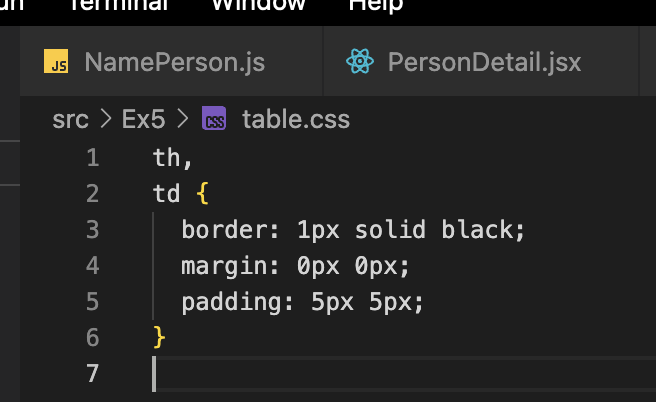 Terminal Window Help
JS NamePerson.js PersonDetail.jsx
src > Ex5 > CSS table.css
1 th,
2 td {
3 border: 1px solid black;
4 margin: 0px 0px;
5 padding: 5px 5px;
6 }
7